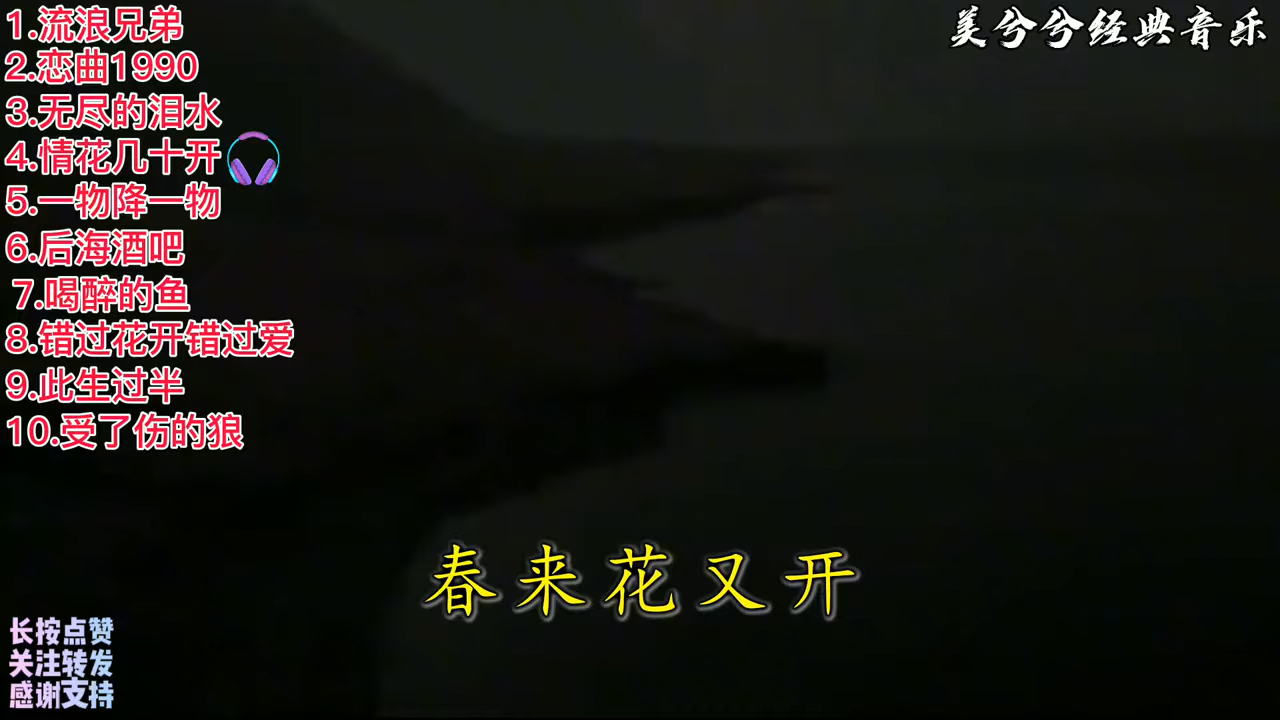 1.流浪兄弟
2.恋曲1990
3.无尽的泪水
4.情花几十开
5.一物降一物
6.后海酒吧
7.喝醉的鱼
8.错过花开错过爱
9.此生过半
10.受了伤的狼
美兮兮经典音乐
春来花又开
长按点赞
关注转发
感谢支持